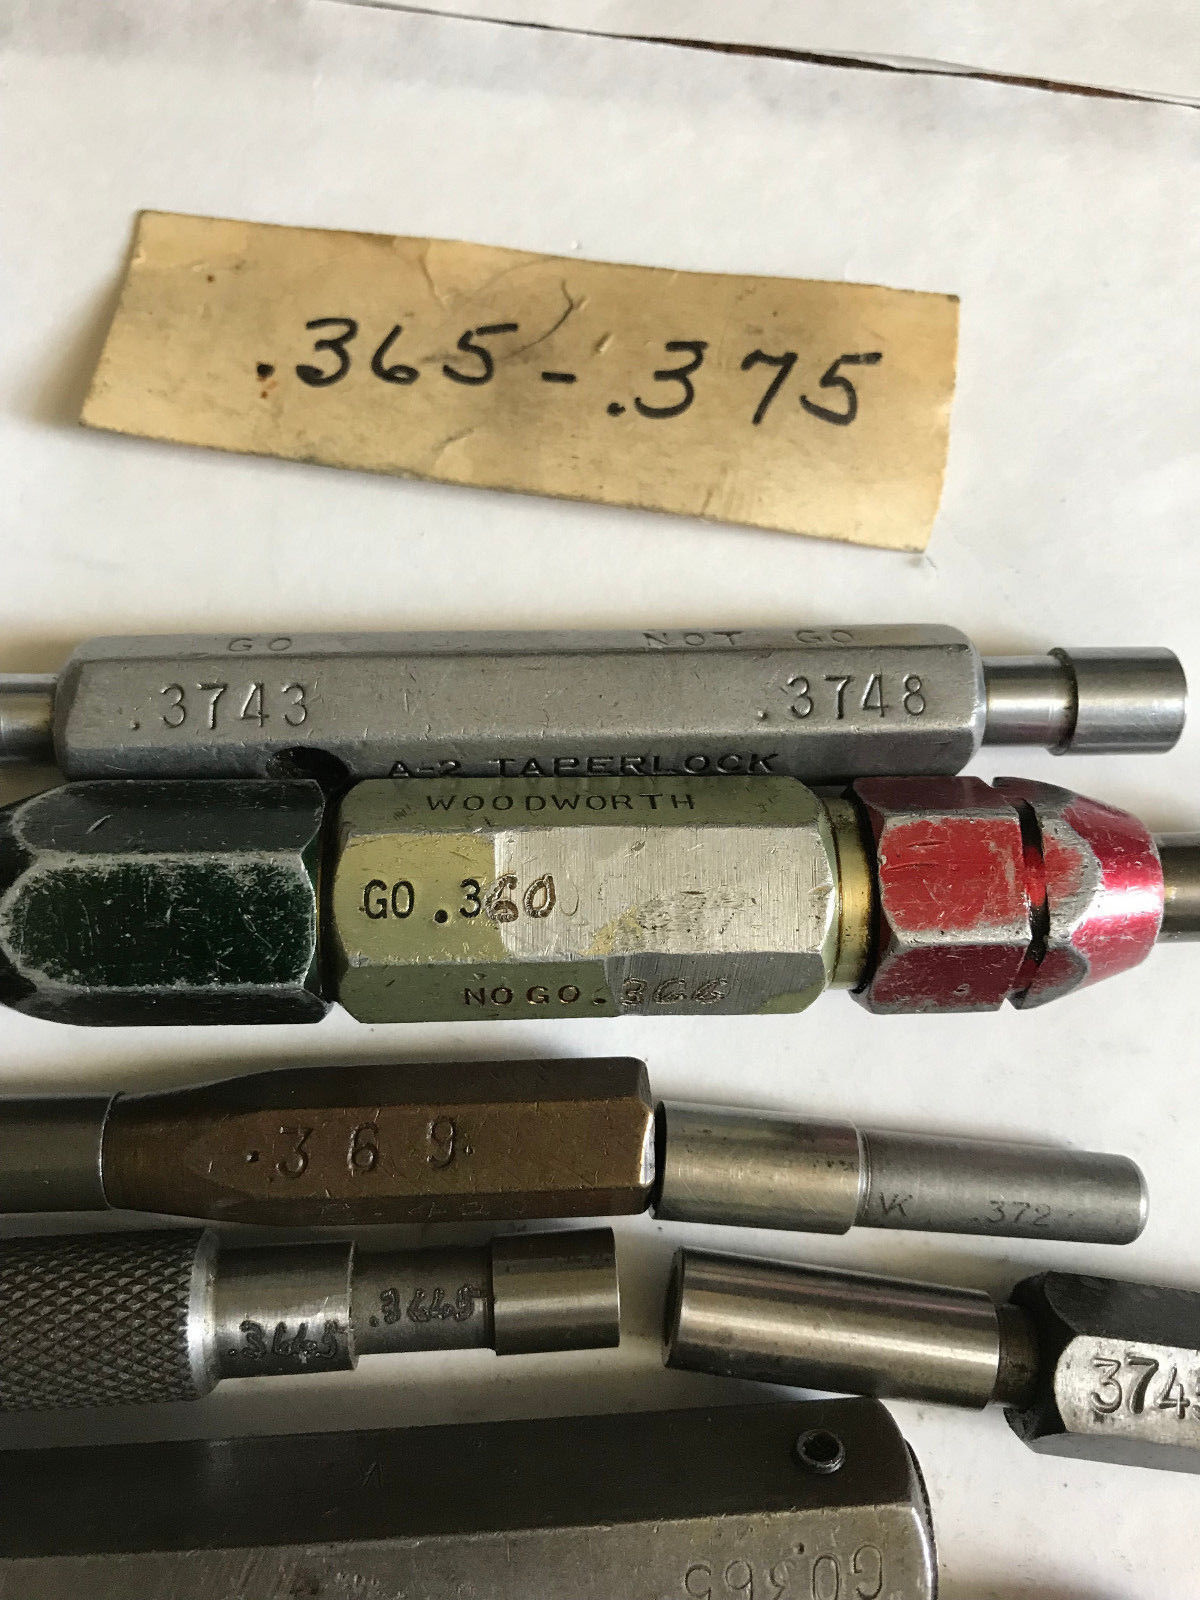 .365-.375
GO NOT GO
.3743 .3748
A-2 TAPERLOCK
WOODWORTH
GO .360
NO GO .366
.369
VK .372
.3665 .3665
GO .365